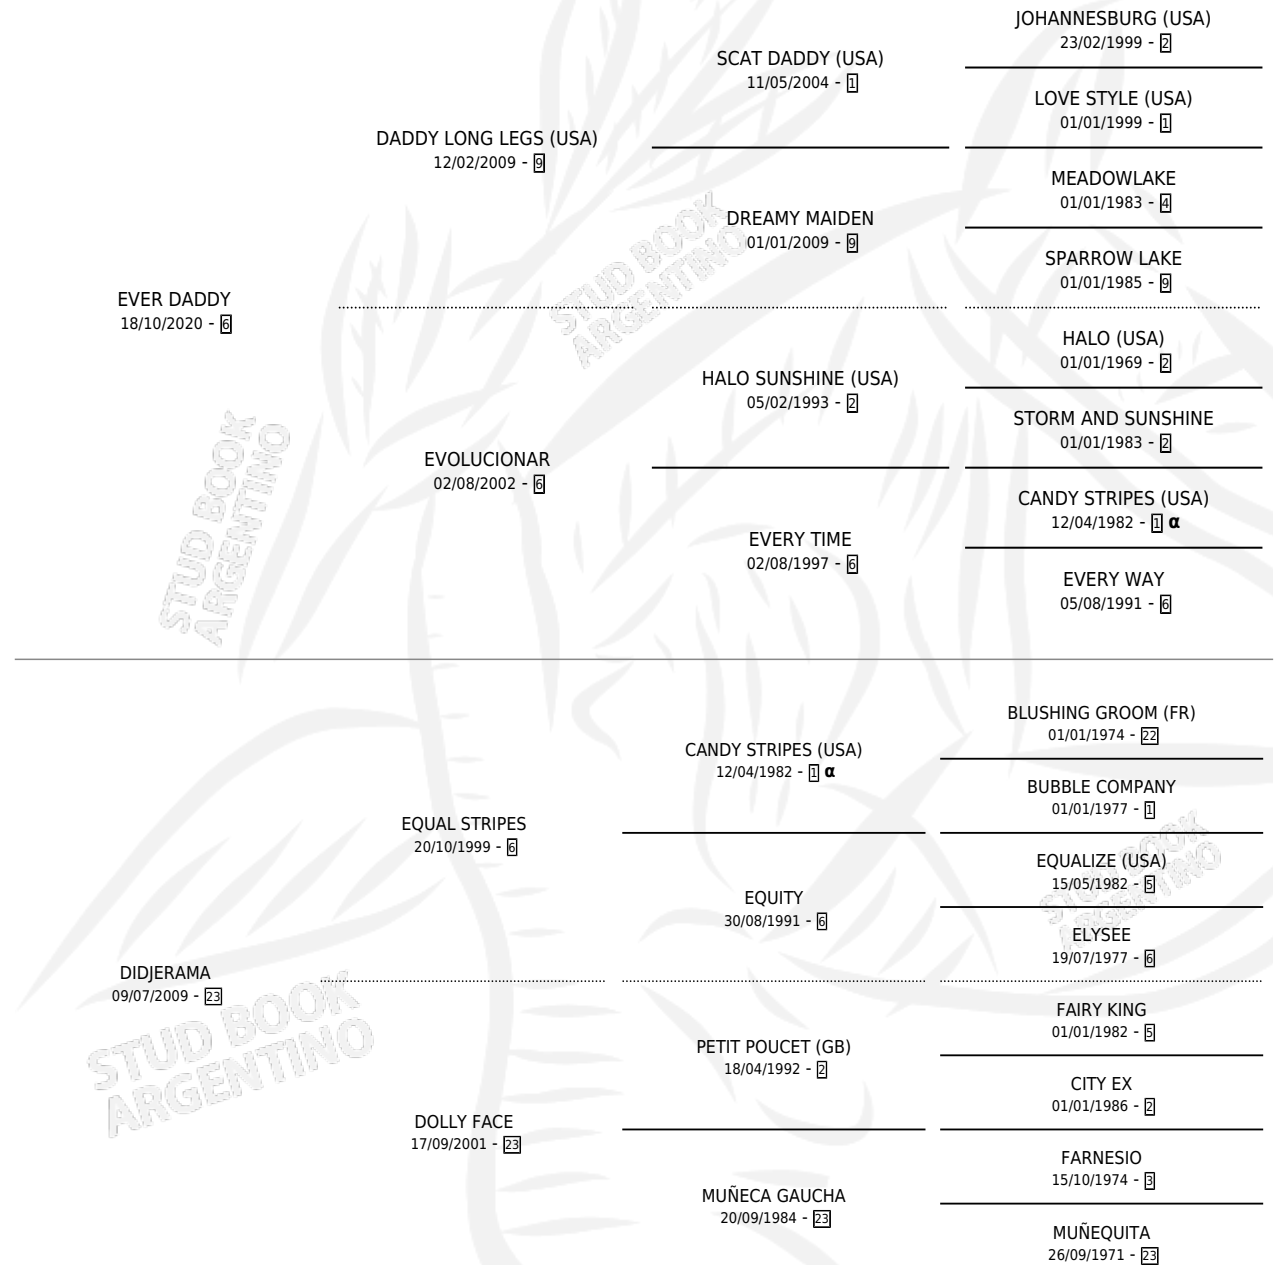 JOHANNESBURG (USA)
23/02/1999 - 2
SCAT DADDY (USA)
11/05/2004 - 1
LOVE STYLE (USA)
01/01/1999 - 1
DADDY LONG LEGS (USA)
12/02/2009 - 9
MEADOWLAKE
01/01/1983 - 4
DREAMY MAIDEN
01/01/2009 - 9
SPARROW LAKE
01/01/1985 - 9
EVER DADDY
18/10/2020 - 6
HALO (USA)
01/01/1969 - 2
HALO SUNSHINE (USA)
05/02/1993 - 2
STORM AND SUNSHINE
01/01/1983 - 2
EVOLUCIONAR
02/08/2002 - 6
CANDY STRIPES (USA)
12/04/1982 - 1 α
EVERY TIME
02/08/1997 - 6
EVERY WAY
05/08/1991 - 6
BLUSHING GROOM (FR)
01/01/1974 - 22
CANDY STRIPES (USA)
12/04/1982 - 1 α
BUBBLE COMPANY
01/01/1977 - 1
EQUAL STRIPES
20/10/1999 - 6
EQUALIZE (USA)
15/05/1982 - 5
EQUITY
30/08/1991 - 6
ELYSEE
19/07/1977 - 6
DIDJERAMA
09/07/2009 - 23
FAIRY KING
01/01/1982 - 5
PETIT POUCET (GB)
18/04/1992 - 2
CITY EX
01/01/1986 - 2
DOLLY FACE
17/09/2001 - 23
FARNESIO
15/10/1974 - 3
MUÑECA GAUCHA
20/09/1984 - 23
MUÑEQUITA
26/09/1971 - 23
STUD BOOK
ARGENTINO
STUD BOOK
ARGENTINO
STUD BOOK
ARGENTINO
STUD BOOK
ARGENTINO